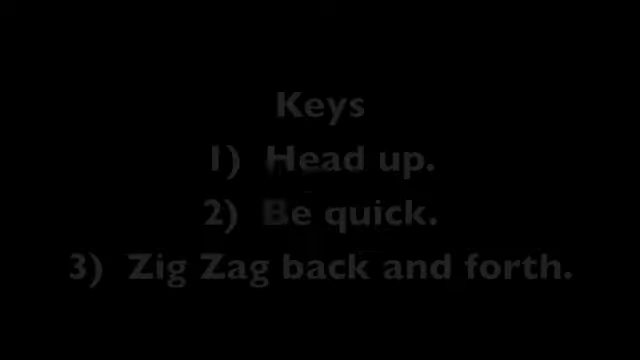 Keys
1) Head up.
2) Be quick.
3) Zig Zag back and forth.